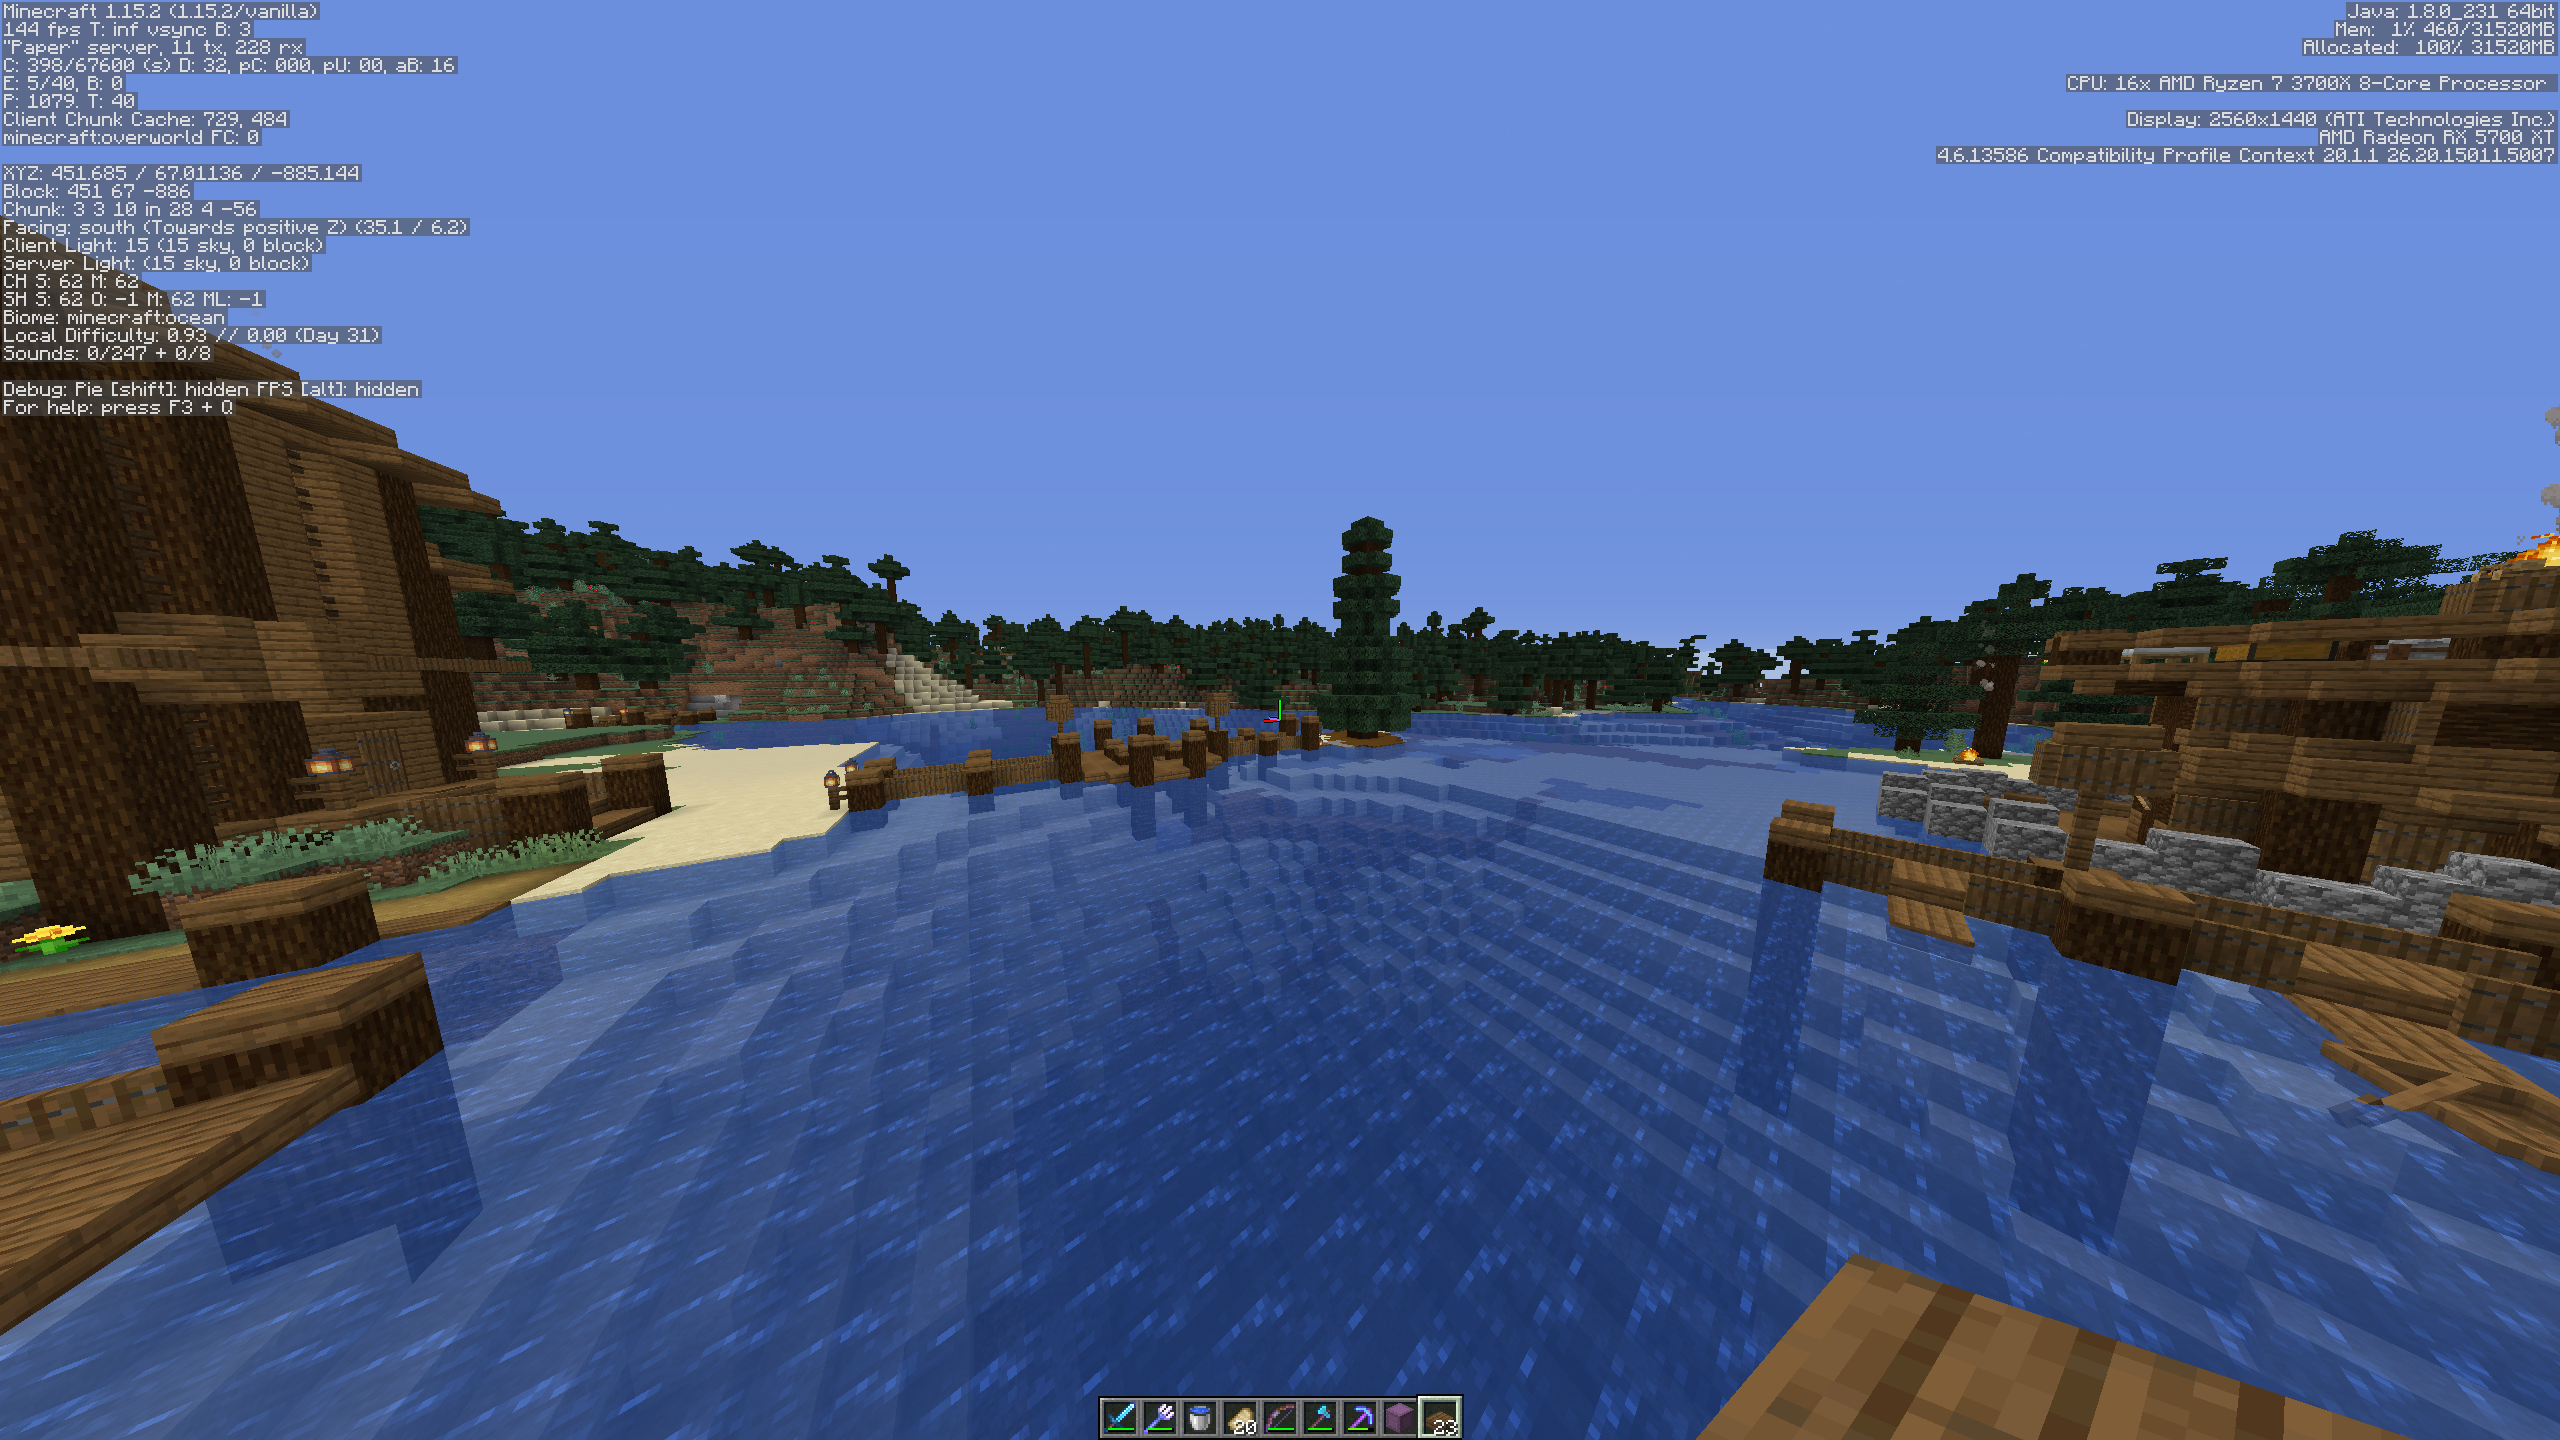 Minecraft 1.15.2 (1.15.2/vanilla)
144 fps T: inf vsync B: 3
"Paper" server, 11 tx, 228 rx
C: 398/67600 (s) D: 32, pC: 000, pU: 00, aB: 16
E: 5/40, B: 0
P: 1079. T: 40
Client Chunk Cache: 729, 484
minecraft:overworld FC: 0
XYZ: 451.685 / 67.01136 / -885.144
Block: 451 67 -886
Chunk: 3 3 10 in 28 4 -56
Facing: south (Towards positive Z) (35.1 / 6.2)
Client Light: 15 (15 sky, 0 block)
Server Light: (15 sky, 0 block)
CH S: 62 M: 62
SH S: 62 O: -1 M: 62 ML: -1
Biome: minecraft:ocean
Local Difficulty: 0.93 // 0.00 (Day 31)
Sounds: 0/247 + 0/8
Debug: Pie [shift]: hidden FPS [alt]: hidden
For help: press F3 + Q
Java: 1.8.0_231 64bit
Mem: 1% 460/31520MB
Allocated: 100% 31520MB
CPU: 16x AMD Ryzen 7 3700X 8-Core Processor
Display: 2560x1440 (ATI Technologies Inc.)
AMD Radeon RX 5700 XT
4.6.13586 Compatibility Profile Context 20.1.1 26.20.15011.5007
20
23